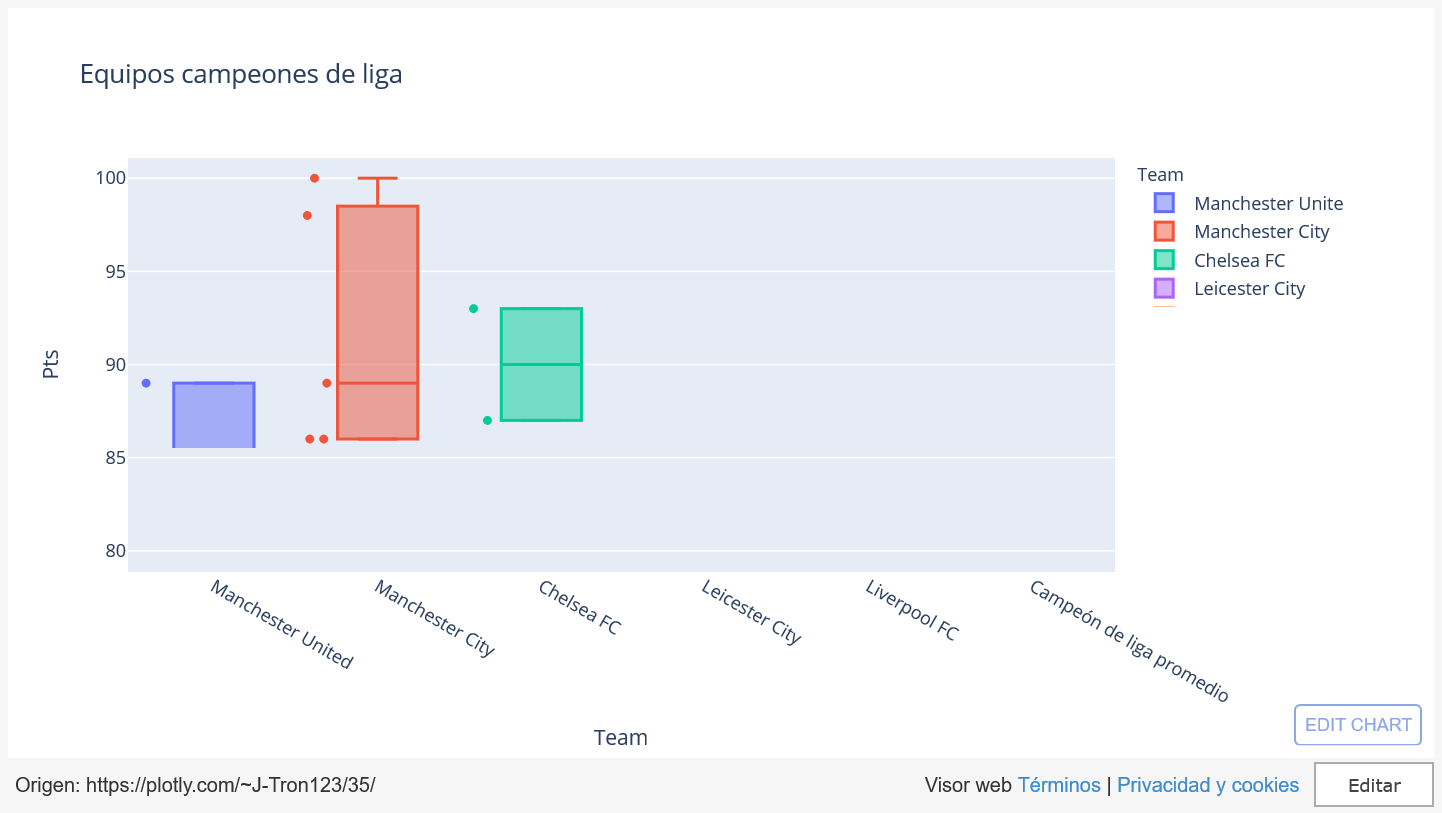 Equipos campeones de liga
Team
Manchester Unite
Manchester City
Chelsea FC
Leicester City
100
95
90
85
80
Pts
Manchester United
Manchester City
Chelsea FC
Leicester City
Liverpool FC
Campeón de liga promedio
Team
EDIT CHART
Origen: https://plotly.com/~J-Tron123/35/
Visor web Términos | Privacidad y cookies
Editar